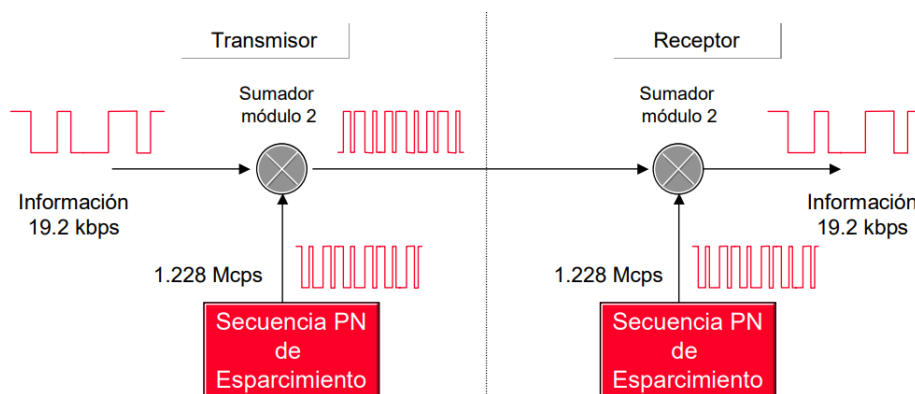 Transmisor
Receptor
Sumador
módulo 2
Sumador
módulo 2
Información
19.2 kbps
Información
19.2 kbps
1.228 Mcps
1.228 Mcps
Secuencia PN
de
Esparcimiento
Secuencia PN
de
Esparcimiento